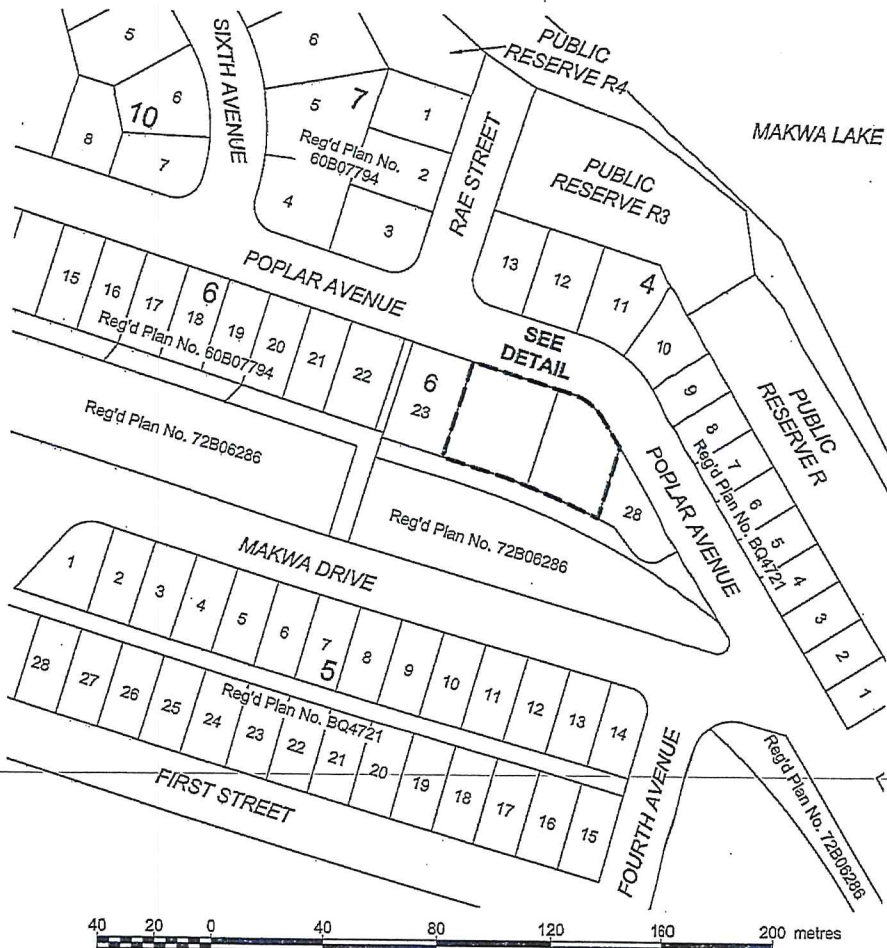 5
6
10
8
7
SIXTH AVENUE
6
5
7
Reg'd Plan No.
60B07794
4
1
2
3
RAE STREET
PUBLIC
RESERVE R4
MAKWA LAKE
PUBLIC
RESERVE R3
13
12
11
4
10
9
8
7
6
5
4
3
2
1
Reg'd Plan No. BQ4721
PUBLIC
RESERVE R
POPLAR AVENUE
15
16
17
6
18
19
20
21
22
Reg'd Plan No. 60B07794
6
23
SEE
DETAIL
28
POPLAR AVENUE
Reg'd Plan No. 72B06286
Reg'd Plan No. 72B06286
MAKWA DRIVE
1
2
3
4
5
6
7
5
8
9
10
11
12
13
14
28
27
26
25
24
23
22
21
20
19
18
17
16
15
Reg'd Plan No. BQ4721
FIRST STREET
FOURTH AVENUE
Reg'd Plan No. 72B06286
40 20 0 40 80 120 160 200 metres